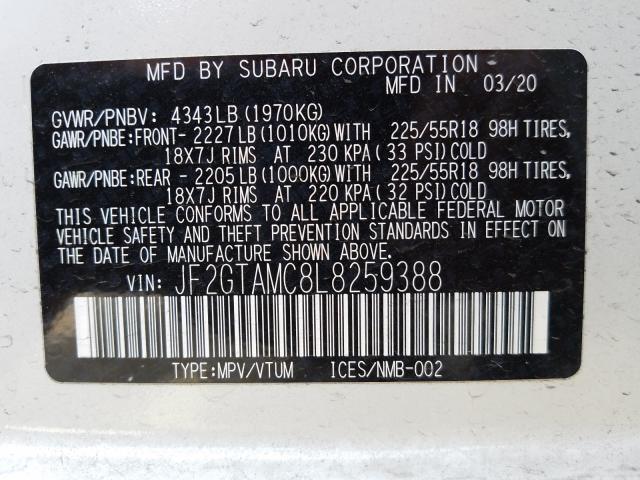 MFD BY SUBARU CORPORATION
MFD IN 03/20
GVWR/PNBV: 4343LB(1970KG)
GAWR/PNBE:FRONT- 2227LB(1010KG)WITH 225/55R18 98H TIRES,
18X7J RIMS AT 230 KPA( 33 PSI)COLD
GAWR/PNBE:REAR - 2205LB(1000KG)WITH 225/55R18 98H TIRES,
18X7J RIMS AT 220 KPA( 32 PSI)COLD
THIS VEHICLE CONFORMS TO ALL APPLICABLE FEDERAL MOTOR
VEHICLE SAFETY AND THEFT PREVENTION STANDARDS IN EFFECT ON
THE DATE OF MANUFACTURE SHOWN ABOVE.
VIN: JF2GTAMC8L8259388
TYPE:MPV/VTUM ICES/NMB-002